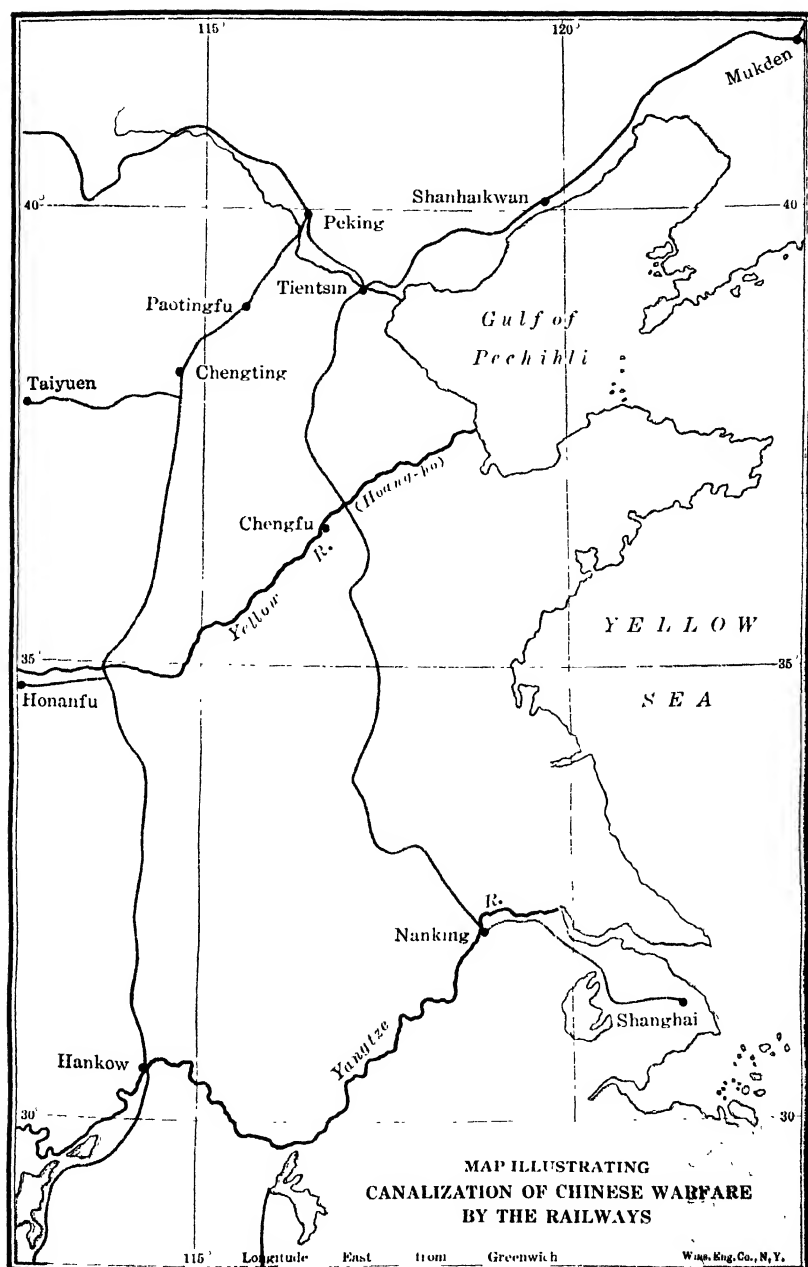 115°
120°
Mukden
Shanhaikwan
40°
40
Peking
Tientsin
Paotingfu
Gulf of
Pechihli
Chengting
Taiyuen
(Hoang-ho)
Chengfu
R.
Yellow
YELLOW
SEA
35°
35°
Honanfu
R.
Nanking
Yangtze
Shanghai
Hankow
30°
30
MAP ILLUSTRATING
CANALIZATION OF CHINESE WARFARE
BY THE RAILWAYS
115° Longitude East from Greenwich
Wms. Eng. Co., N.Y.